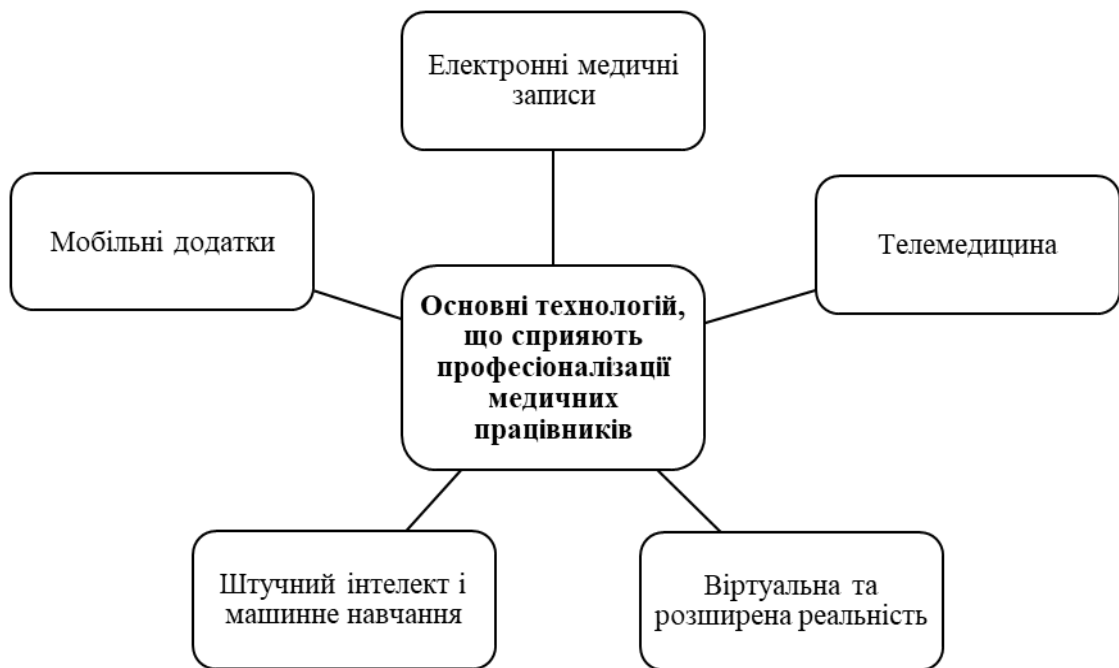 Електронні медичні
записи
Мобільні додатки
Телемедицина
Основні технологій,
що сприяють
професіоналізації
медичних
працівників
Штучний інтелект і
машинне навчання
Віртуальна та
розширена реальність